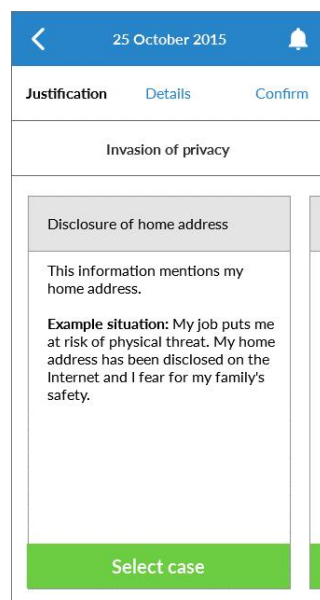 25 October 2015
Justification Details Confirm
Invasion of privacy
Disclosure of home address
This information mentions my
home address.
Example situation: My job puts me
at risk of physical threat. My home
address has been disclosed on the
Internet and I fear for my family's
safety.
Select case